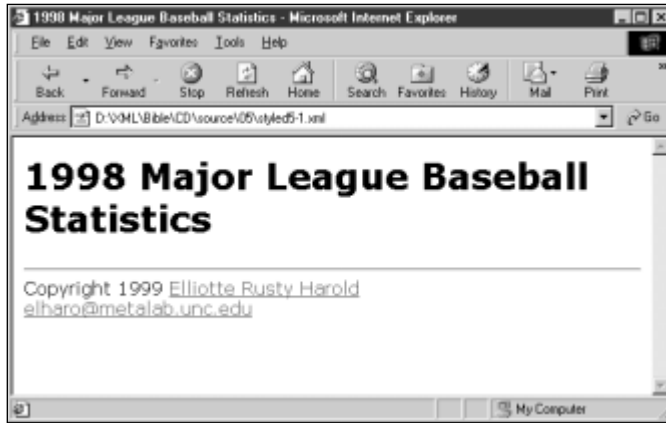 1998 Major League Baseball Statistics - Microsoft Internet Explorer
File Edit View Favorites Tools Help
Back Forward Stop Refresh Home Search Favorites History Mail Print
Address D:\XML\Bible\CD\source\05\styled5-1.xml Go
1998 Major League Baseball
Statistics
Copyright 1999 Elliotte Rusty Harold
elharo@metalab.unc.edu
My Computer